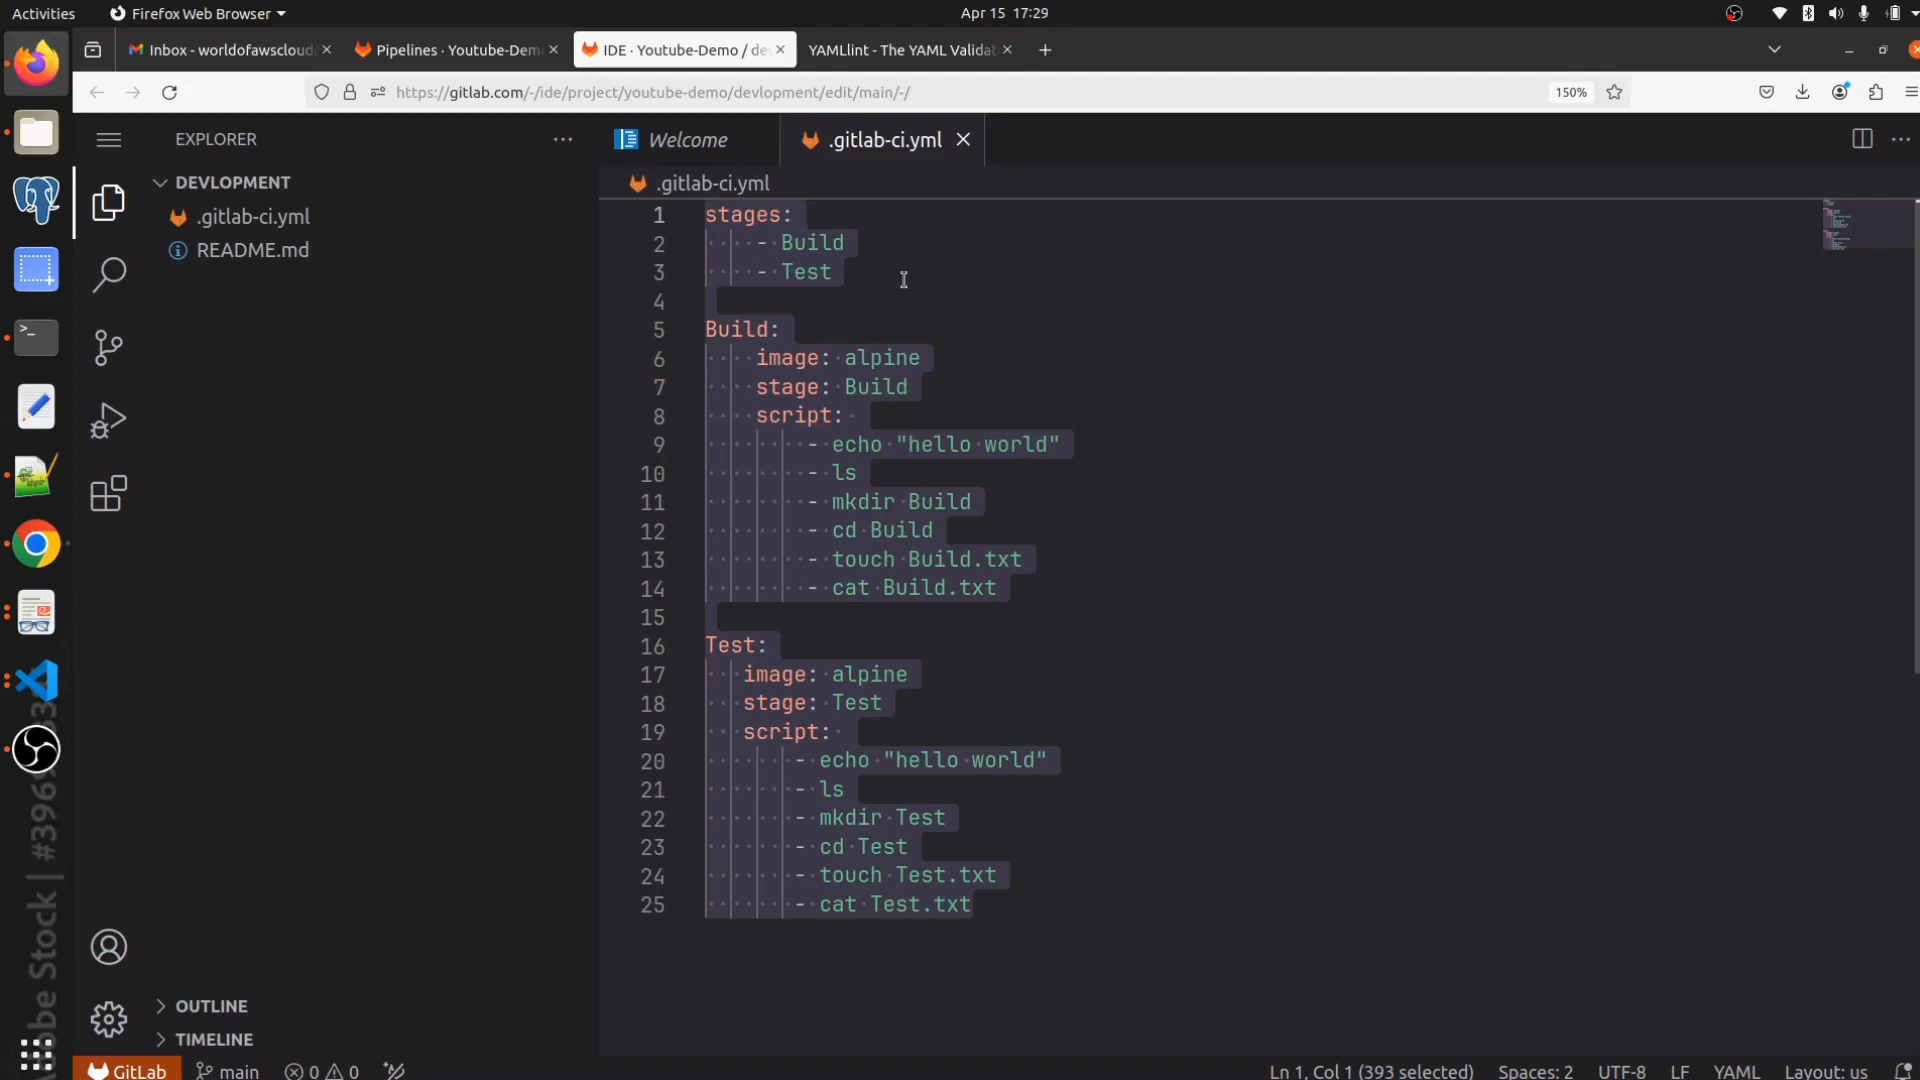 Activities
Firefox Web Browser
Apr 15 17:29
Inbox - worldofawscloud
Pipelines · Youtube-Dem
IDE · Youtube-Demo / de
YAMLlint - The YAML Validat
https://gitlab.com/-/ide/project/youtube-demo/devlopment/edit/main/-/
150%
EXPLORER
Welcome
.gitlab-ci.yml
DEVLOPMENT
.gitlab-ci.yml
README.md
.gitlab-ci.yml
1 stages:
2 - Build
3 - Test
4
5 Build:
6 image: alpine
7 stage: Build
8 script:
9 - echo "hello world"
10 - ls
11 - mkdir Build
12 - cd Build
13 - touch Build.txt
14 - cat Build.txt
15
16 Test:
17 image: alpine
18 stage: Test
19 script:
20 - echo "hello world"
21 - ls
22 - mkdir Test
23 - cd Test
24 - touch Test.txt
25 - cat Test.txt
OUTLINE
TIMELINE
GitLab
main
0 0
Ln 1, Col 1 (393 selected)
Spaces: 2
UTF-8
LF
YAML
Layout: us
Adobe Stock | #396